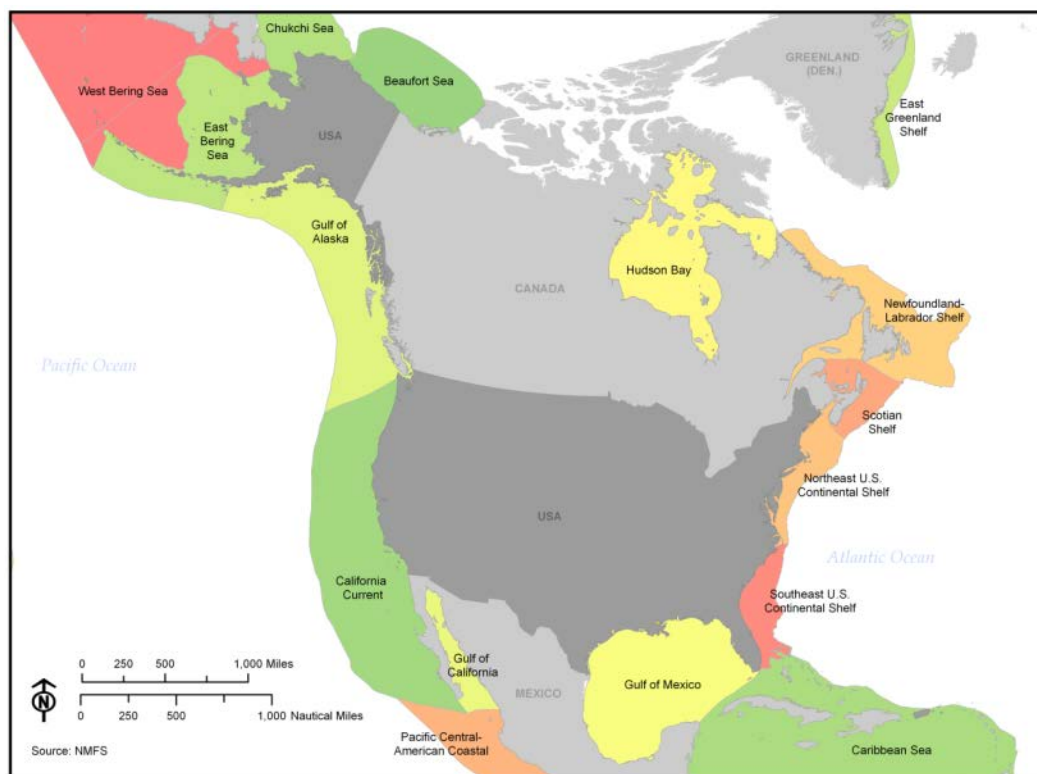 Chukchi Sea
Beaufort Sea
West Bering Sea
East
Bering
Sea
USA
GREENLAND
(DEN.)
East
Greenland
Shelf
Gulf of
Alaska
Hudson Bay
CANADA
Newfoundland-
Labrador Shelf
Pacific Ocean
Scotian
Shelf
Northeast U.S.
Continental Shelf
USA
Atlantic Ocean
California
Current
Southeast U.S.
Continental Shelf
Gulf of
California
MEXICO
Gulf of Mexico
Pacific Central-
American Coastal
Caribbean Sea
0 250 500 1,000 Miles
0 250 500 1,000 Nautical Miles
N
Source: NMFS